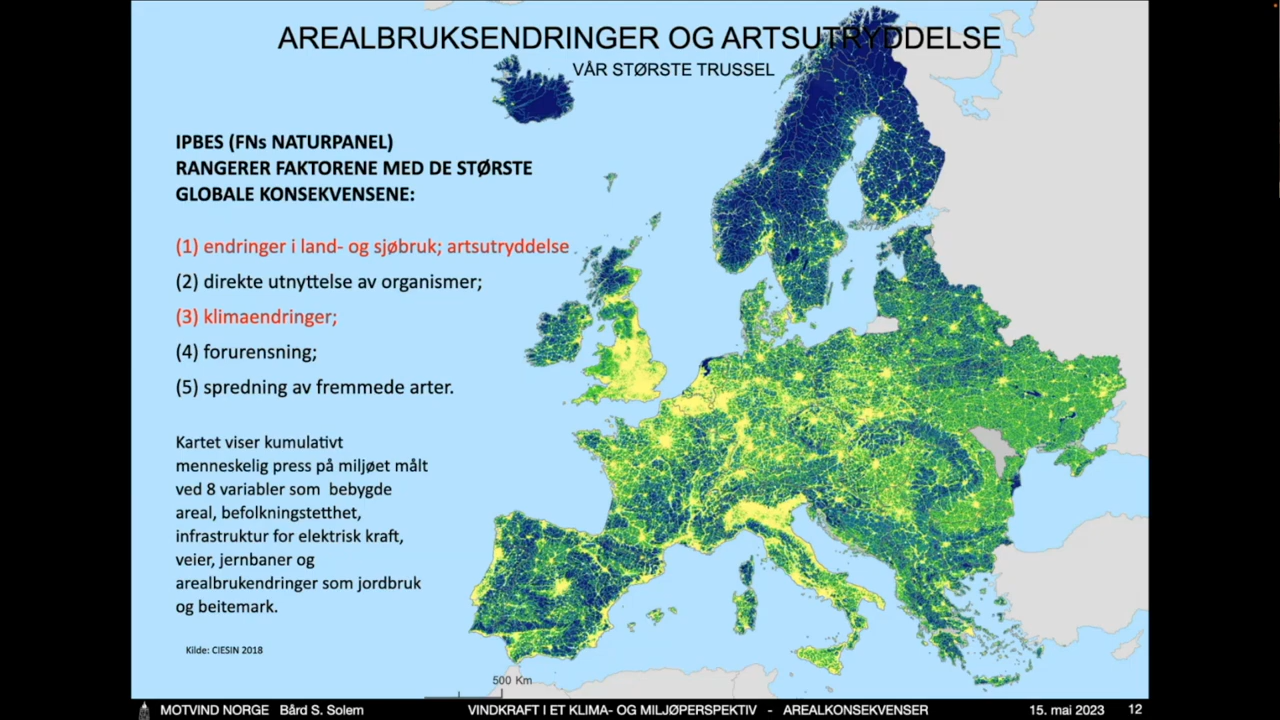 AREALBRUKSENDRINGER OG ARTSUTRYDDELSE
VÅR STØRSTE TRUSSEL
IPBES (FNs NATURPANEL)
RANGERER FAKTORENE MED DE STØRSTE
GLOBALE KONSEKVENSENE:
(1) endringer i land- og sjøbruk; artsutryddelse
(2) direkte utnyttelse av organismer;
(3) klimaendringer;
(4) forurensning;
(5) spredning av fremmede arter.
Kartet viser kumulativt
menneskelig press på miljøet målt
ved 8 variabler som bebygde
areal, befolkningstetthet,
infrastruktur for elektrisk kraft,
veier, jernbaner og
arealbrukendringer som jordbruk
og beitemark.
Kilde: CIESIN 2018
500 Km
MOTVIND NORGE Bård S. Solem VINDKRAFT I ET KLIMA- OG MILJØPERSPEKTIV - AREALKONSEKVENSER 15. mai 2023 12